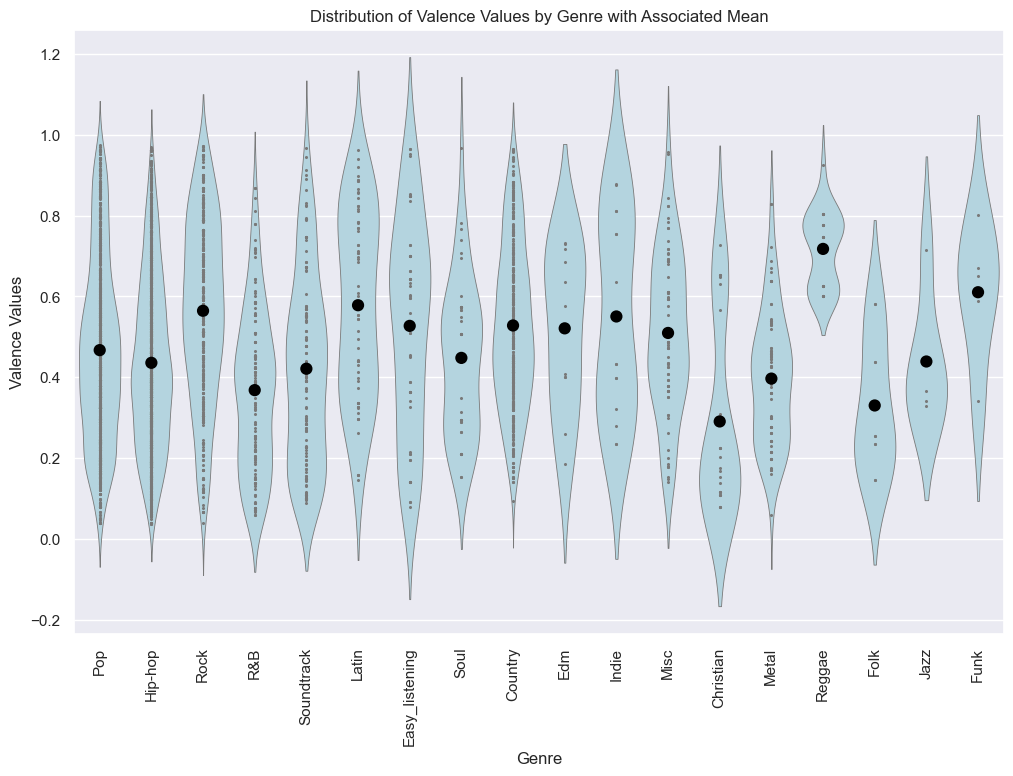 Distribution of Valence Values by Genre with Associated Mean
Valence Values
1.2
1.0
0.8
0.6
0.4
0.2
0.0
−0.2
Pop
Hip-hop
Rock
R&B
Soundtrack
Latin
Easy_listening
Soul
Country
Edm
Indie
Misc
Christian
Metal
Reggae
Folk
Jazz
Funk
Genre